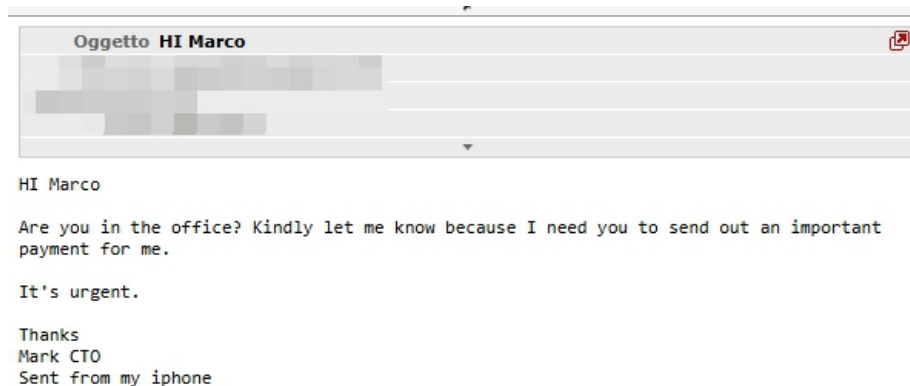 Oggetto HI Marco
HI Marco
Are you in the office? Kindly let me know because I need you to send out an important
payment for me.
It's urgent.
Thanks
Mark CTO
Sent from my iphone